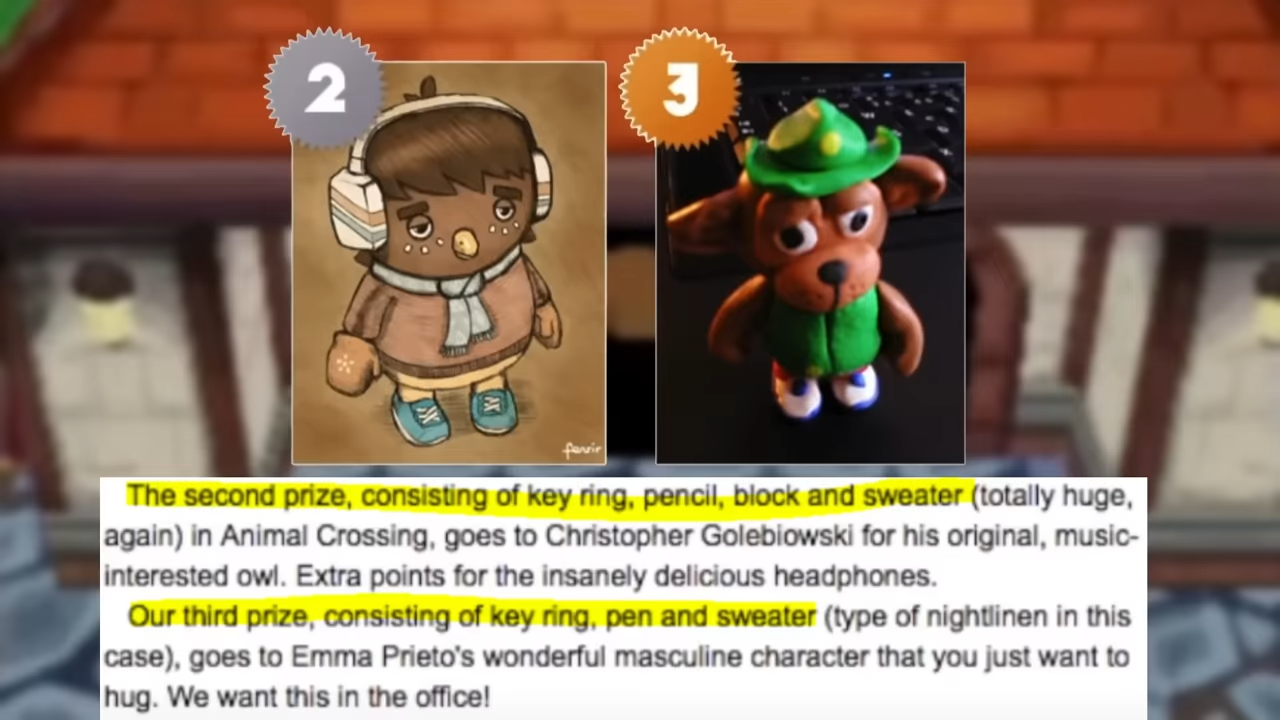 2
3
fenrir
The second prize, consisting of key ring, pencil, block and sweater (totally huge,
again) in Animal Crossing, goes to Christopher Golebiowski for his original, music-
interested owl. Extra points for the insanely delicious headphones.
Our third prize, consisting of key ring, pen and sweater (type of nightlinen in this
case), goes to Emma Prieto's wonderful masculine character that you just want to
hug. We want this in the office!